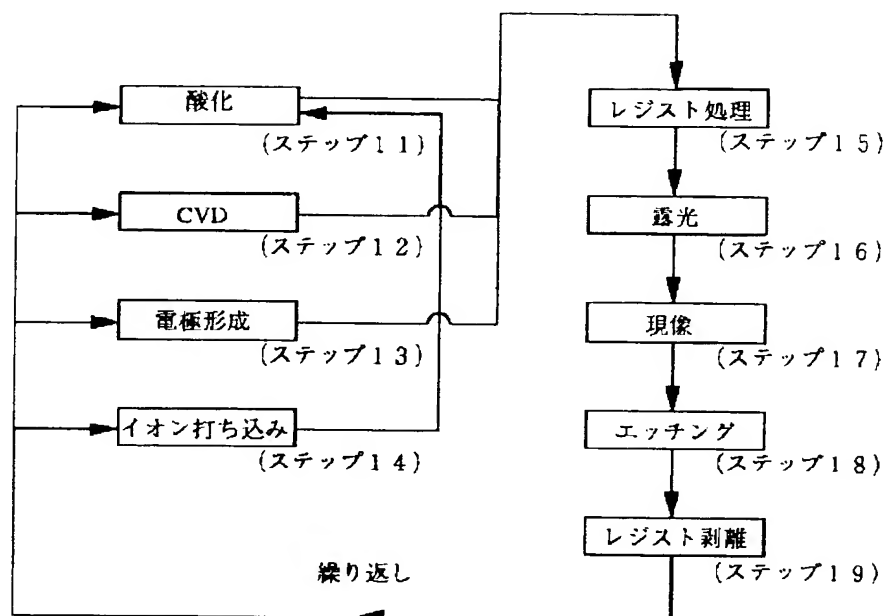 酸化
(ステップ11)
CVD
(ステップ12)
電極形成
(ステップ13)
イオン打ち込み
(ステップ14)
レジスト処理
(ステップ15)
露光
(ステップ16)
現像
(ステップ17)
エッチング
(ステップ18)
レジスト剥離
(ステップ19)
繰り返し